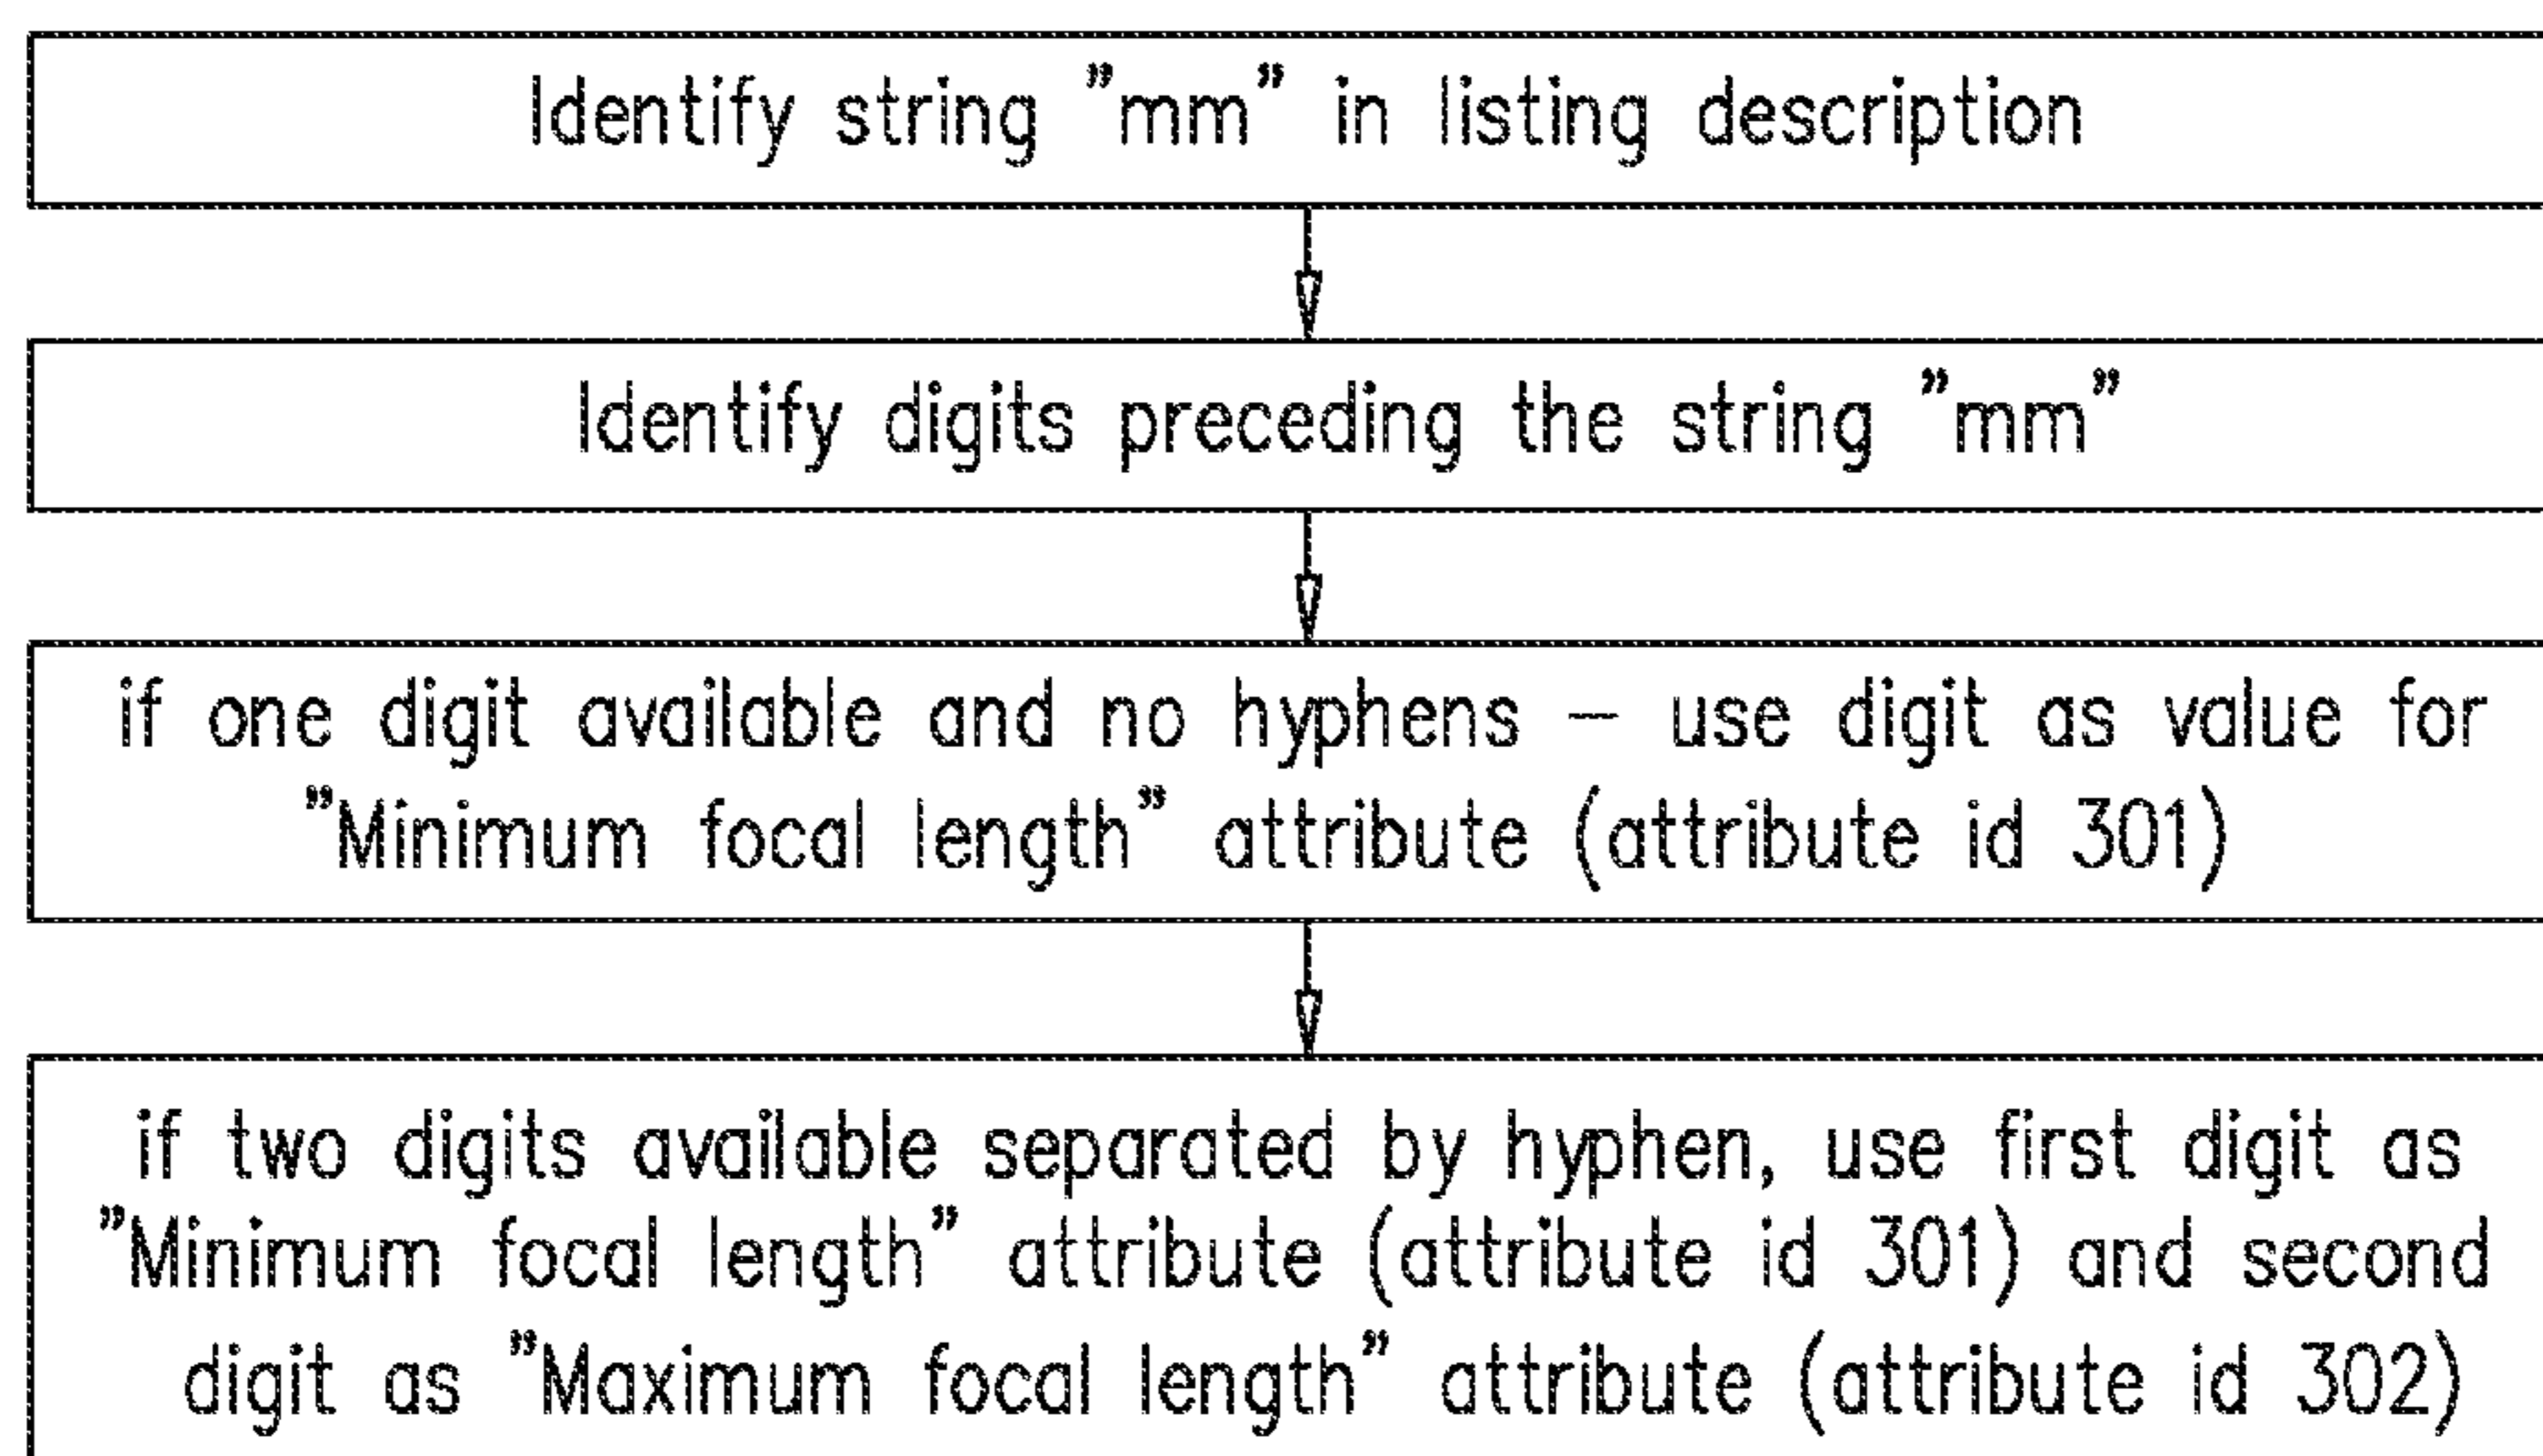 Identify string "mm" in listing description
Identify digits preceding the string "mm"
if one digit available and no hyphens – use digit as value for
"Minimum focal length" attribute (attribute id 301)
if two digits available separated by hyphen, use first digit as
"Minimum focal length" attribute (attribute id 301) and second
digit as "Maximum focal length" attribute (attribute id 302)